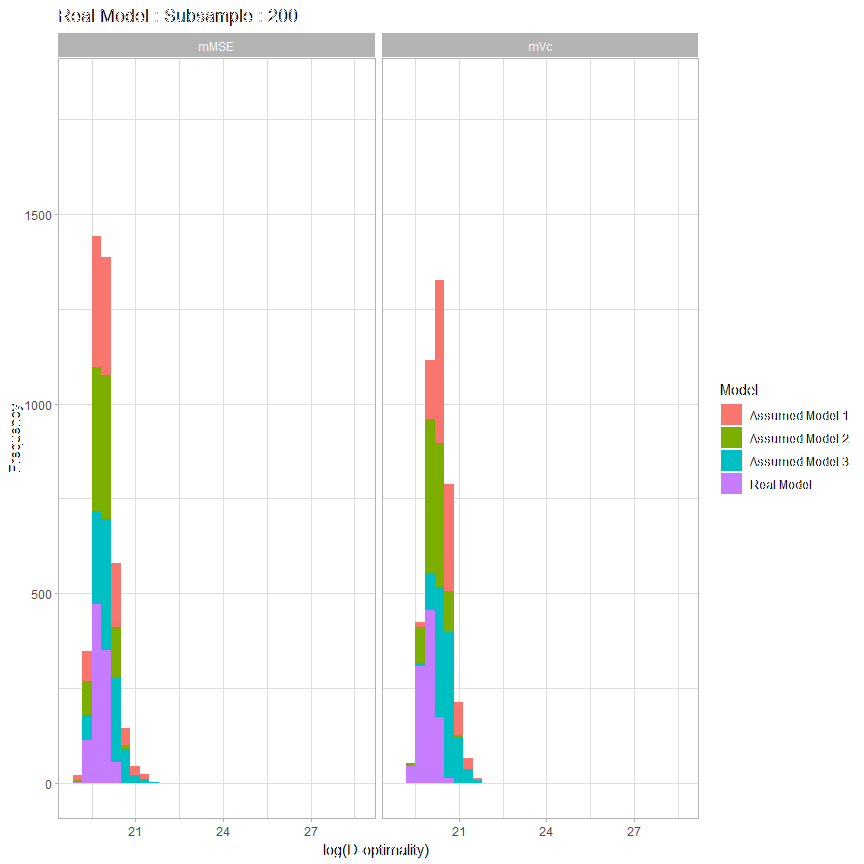 Real Model : Subsample : 200
mMSE mVc
1500
1000
500
0
Frequency
21 24 27 21 24 27
log(D-optimality)
Model
Assumed Model 1
Assumed Model 2
Assumed Model 3
Real Model